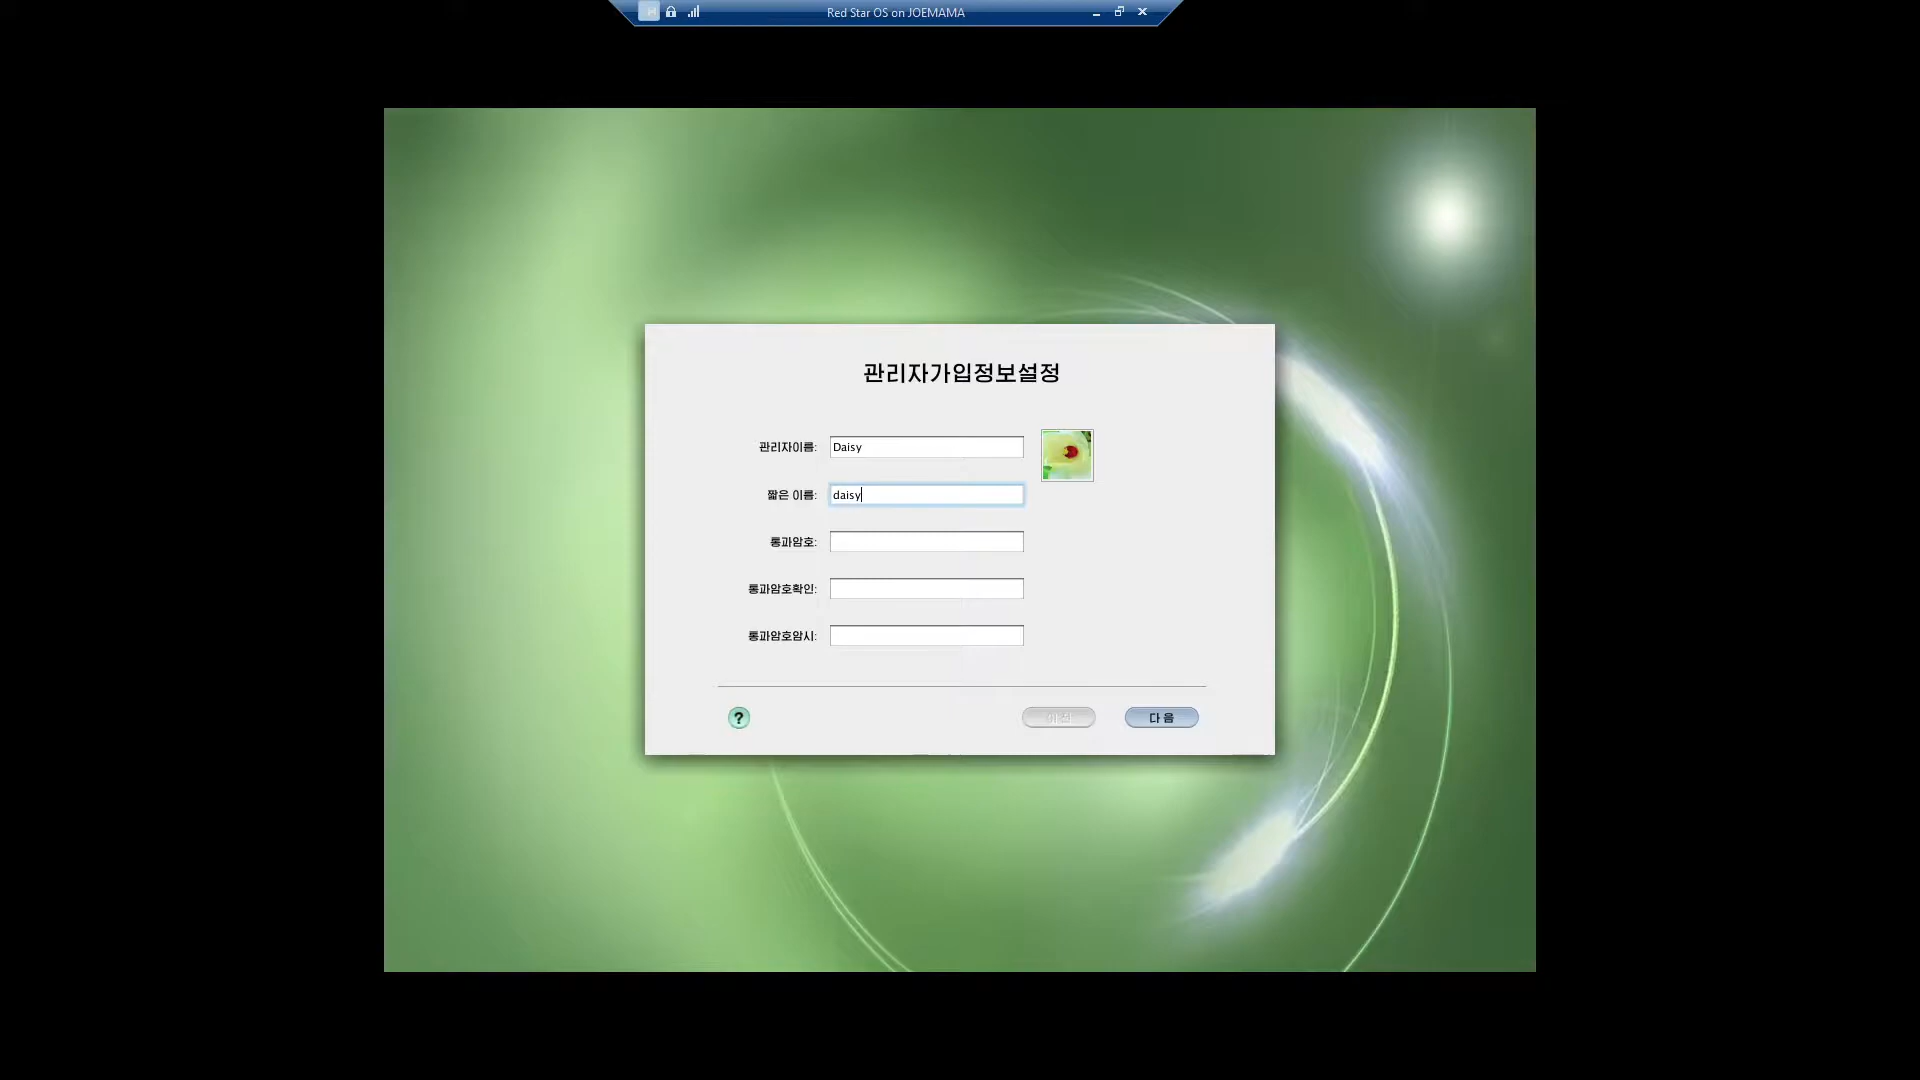 Red Star OS on JOEMAMA
관리자가입정보설정
관리자이름: Daisy
짧은 이름: daisy
통과암호:
통과암호확인:
통과암호암시:
?
다음